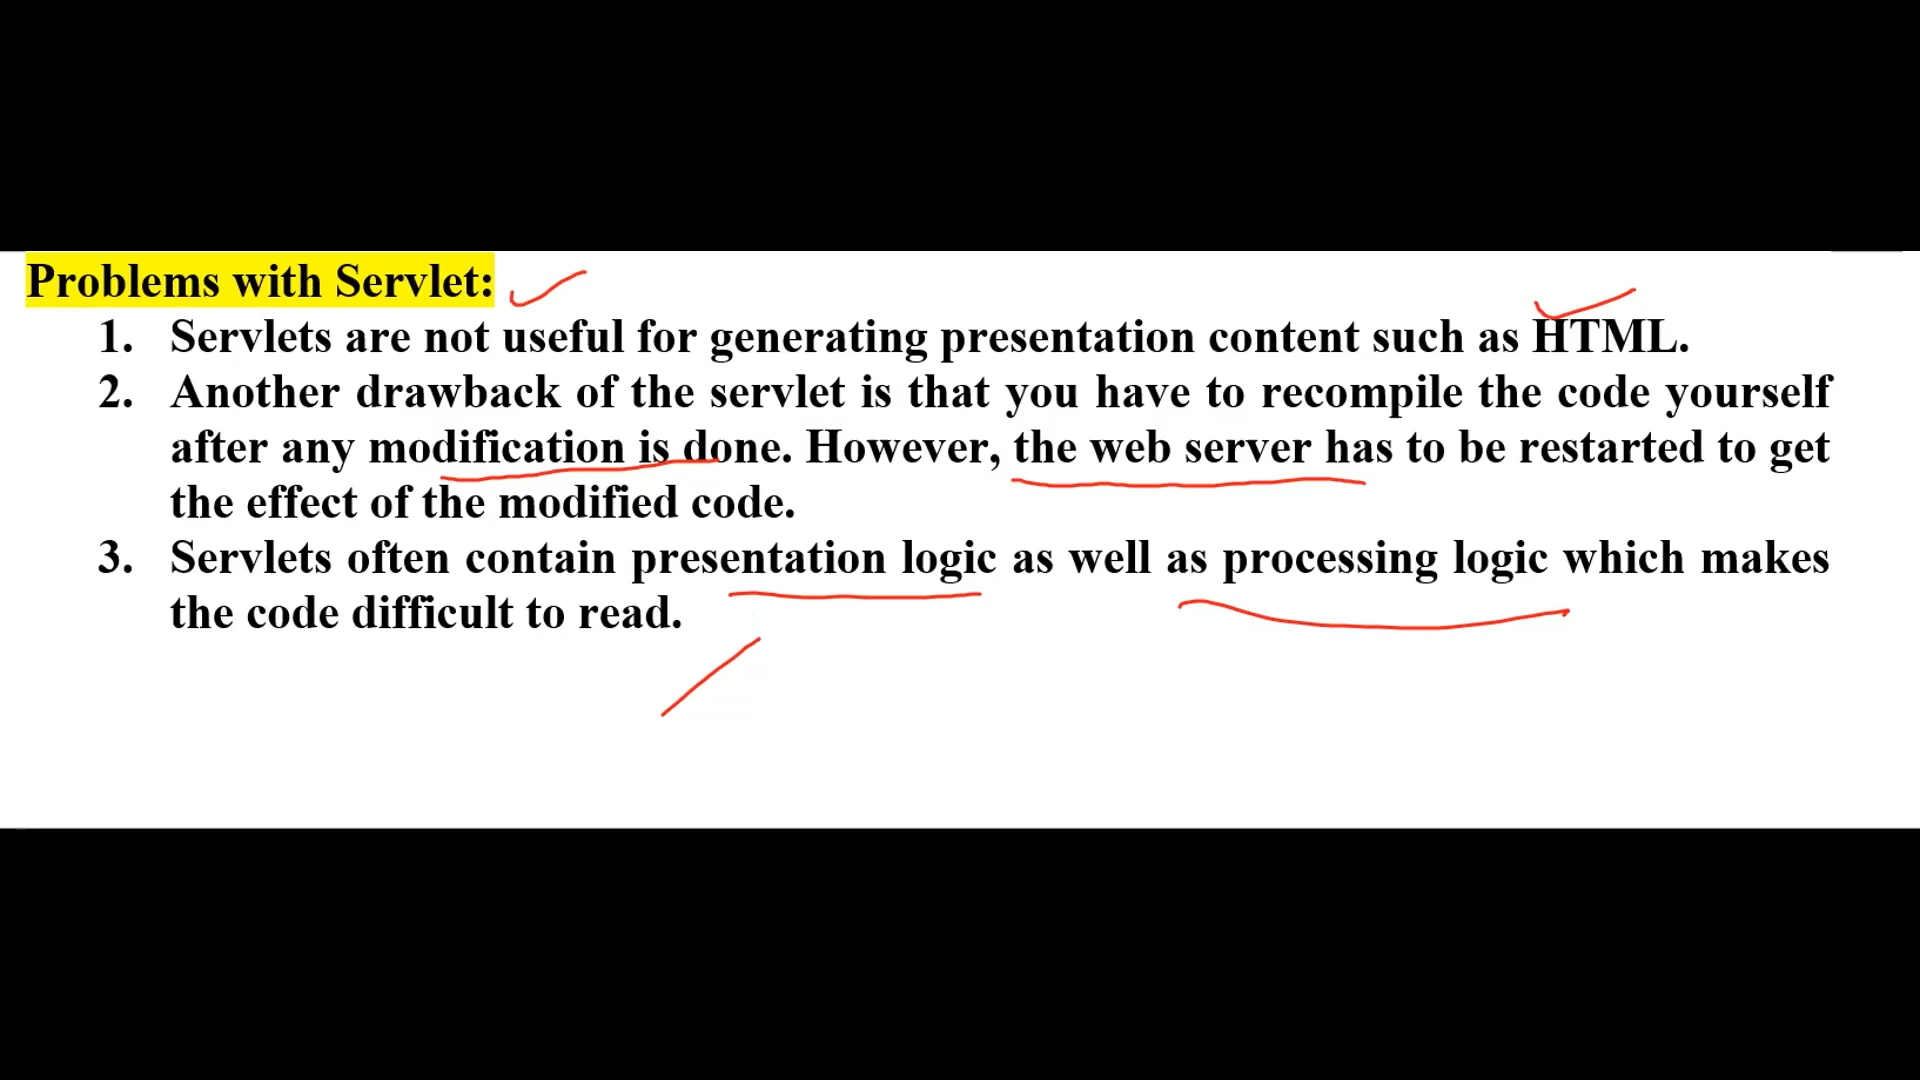 Problems with Servlet:
1. Servlets are not useful for generating presentation content such as HTML.
2. Another drawback of the servlet is that you have to recompile the code yourself
after any modification is done. However, the web server has to be restarted to get
the effect of the modified code.
3. Servlets often contain presentation logic as well as processing logic which makes
the code difficult to read.